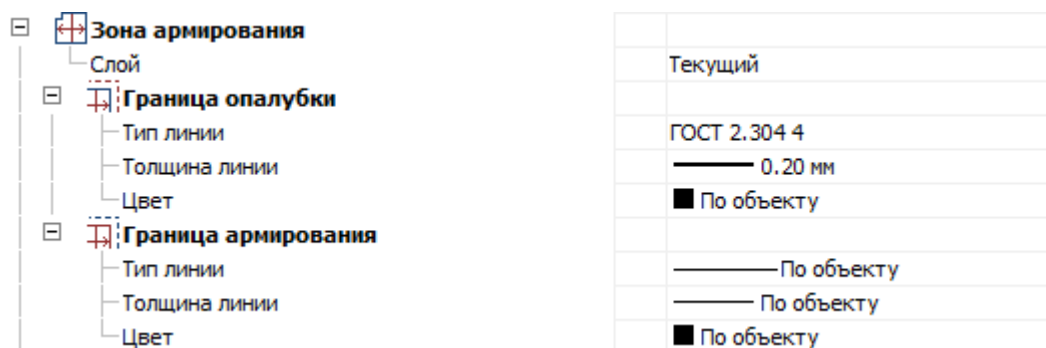 Зона армирования
Слой Текущий
Граница опалубки
Тип линии ГОСТ 2.304 4
Толщина линии 0.20 мм
Цвет По объекту
Граница армирования
Тип линии По объекту
Толщина линии По объекту
Цвет По объекту